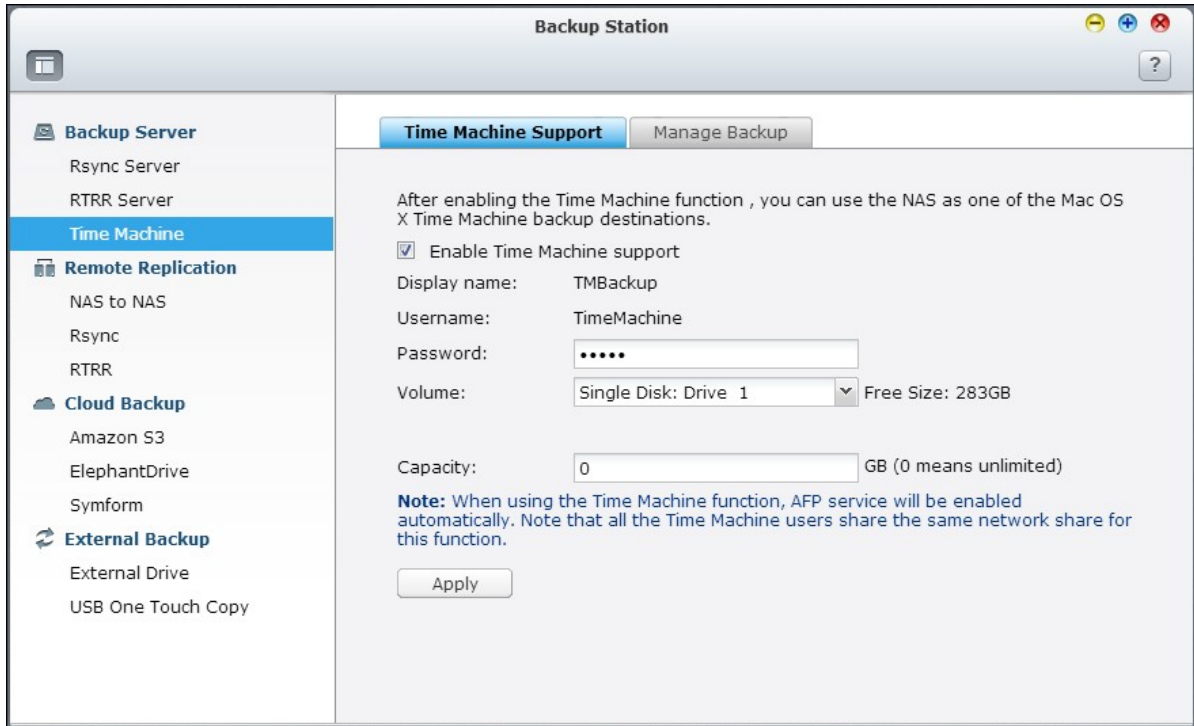 Backup Station
?
Backup Server
Rsync Server
RTRR Server
Time Machine
Remote Replication
NAS to NAS
Rsync
RTRR
Cloud Backup
Amazon S3
ElephantDrive
Symform
External Backup
External Drive
USB One Touch Copy
Time Machine Support
Manage Backup
After enabling the Time Machine function , you can use the NAS as one of the Mac OS
X Time Machine backup destinations.
Enable Time Machine support
Display name: TMBackup
Username: TimeMachine
Password: •••••
Volume: Single Disk: Drive 1 Free Size: 283GB
Capacity: 0 GB (0 means unlimited)
Note: When using the Time Machine function, AFP service will be enabled
automatically. Note that all the Time Machine users share the same network share for
this function.
Apply